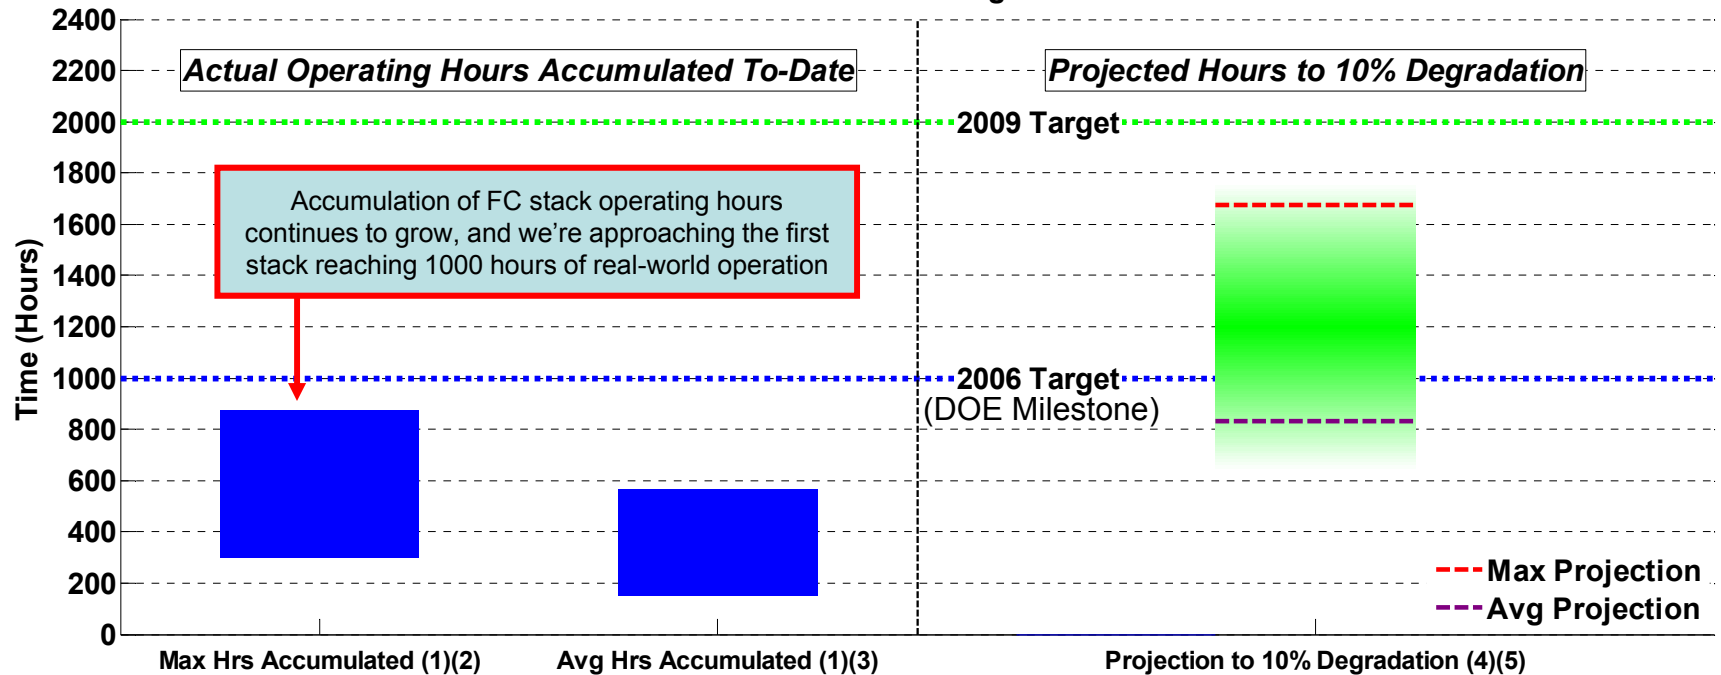 2400
2200
2000
1800
1600
1400
1200
1000
800
600
400
200
0
Time (Hours)
Actual Operating Hours Accumulated To-Date
Projected Hours to 10% Degradation
2009 Target
Accumulation of FC stack operating hours
continues to grow, and we’re approaching the first
stack reaching 1000 hours of real-world operation
2006 Target
(DOE Milestone)
Max Projection
Avg Projection
Max Hrs Accumulated (1)(2)
Avg Hrs Accumulated (1)(3)
Projection to 10% Degradation (4)(5)